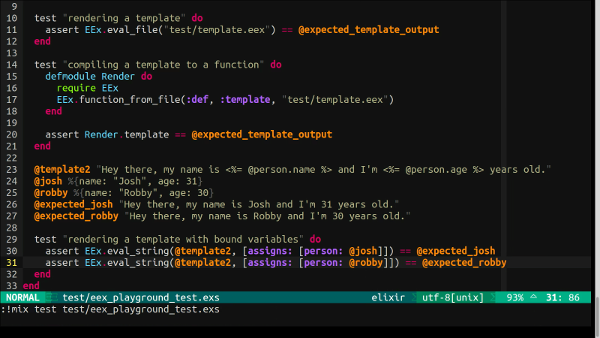 9
10 test "rendering a template" do
11 assert EEx.eval_file("test/template.eex") == @expected_template_output
12 end
13
14 test "compiling a template to a function" do
15 defmodule Render do
16 require EEx
17 EEx.function_from_file(:def, :template, "test/template.eex")
18 end
19
20 assert Render.template == @expected_template_output
21 end
22
23 @template2 "Hey there, my name is <%= @person.name %> and I'm <%= @person.age %> years old."
24 @josh %{name: "Josh", age: 31}
25 @robby %{name: "Robby", age: 30}
26 @expected_josh "Hey there, my name is Josh and I'm 31 years old."
27 @expected_robby "Hey there, my name is Robby and I'm 30 years old."
28
29 test "rendering a template with bound variables" do
30 assert EEx.eval_string(@template2, [assigns: [person: @josh]]) == @expected_josh
31 assert EEx.eval_string(@template2, [assigns: [person: @robby]]) == @expected_robby
32 end
33 end
NORMAL test/eex_playground_test.exs elixir utf-8[unix] 93% 31: 86
:!mix test test/eex_playground_test.exs